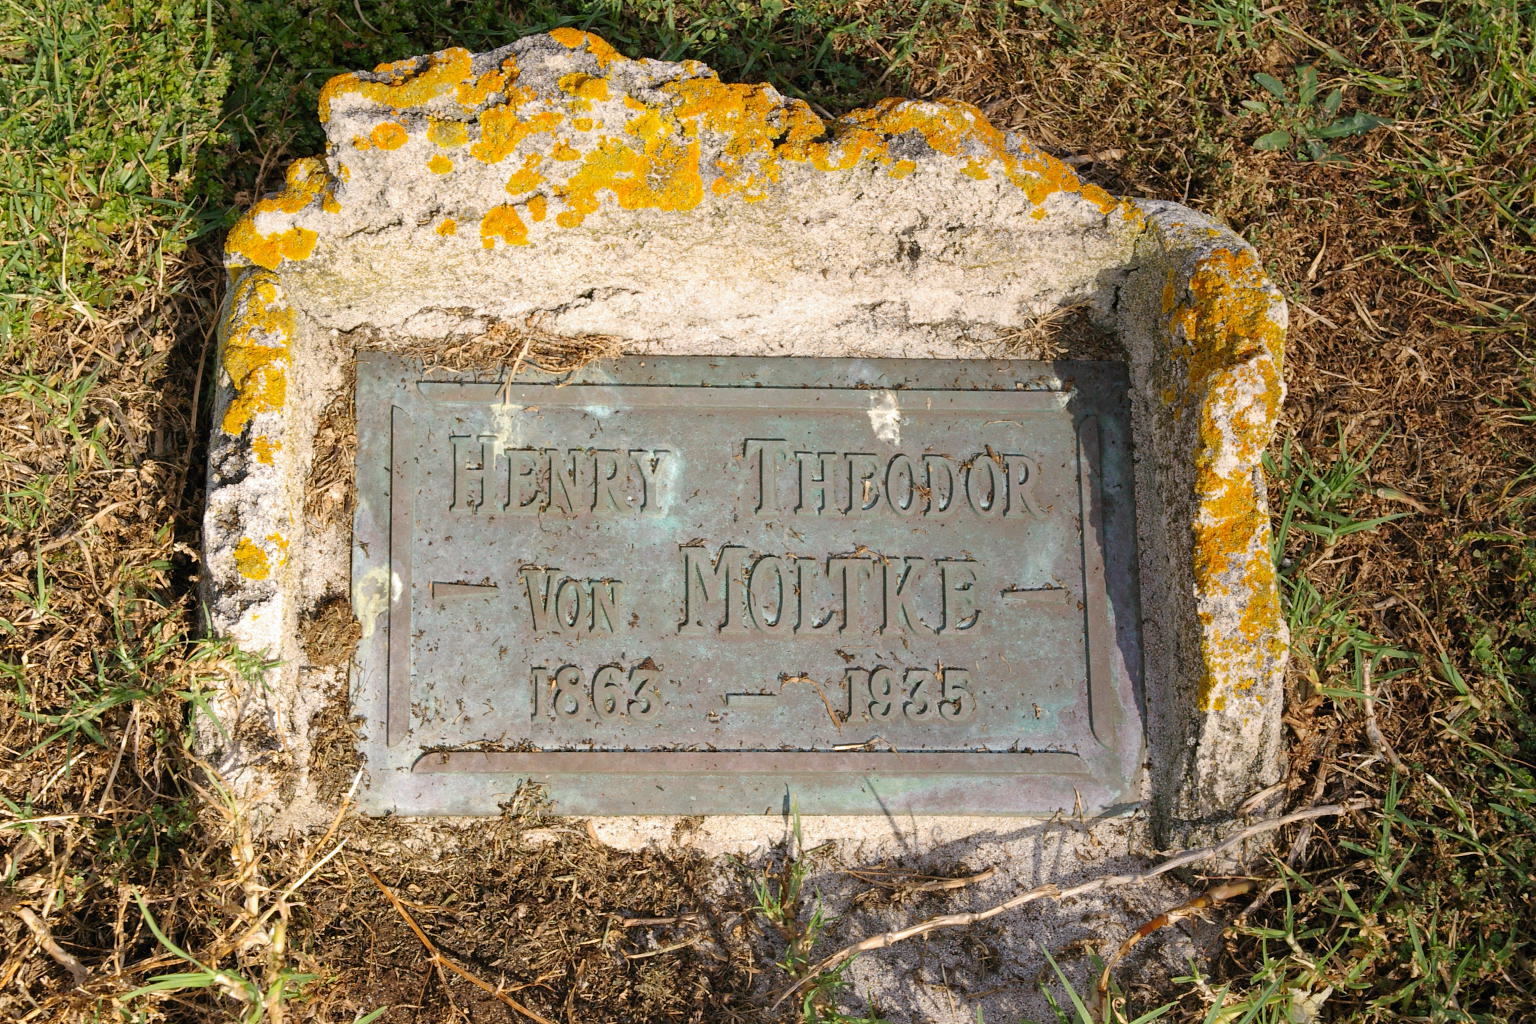 HENRY THEODOR
- VON MOLTKE -
1863 - 1935